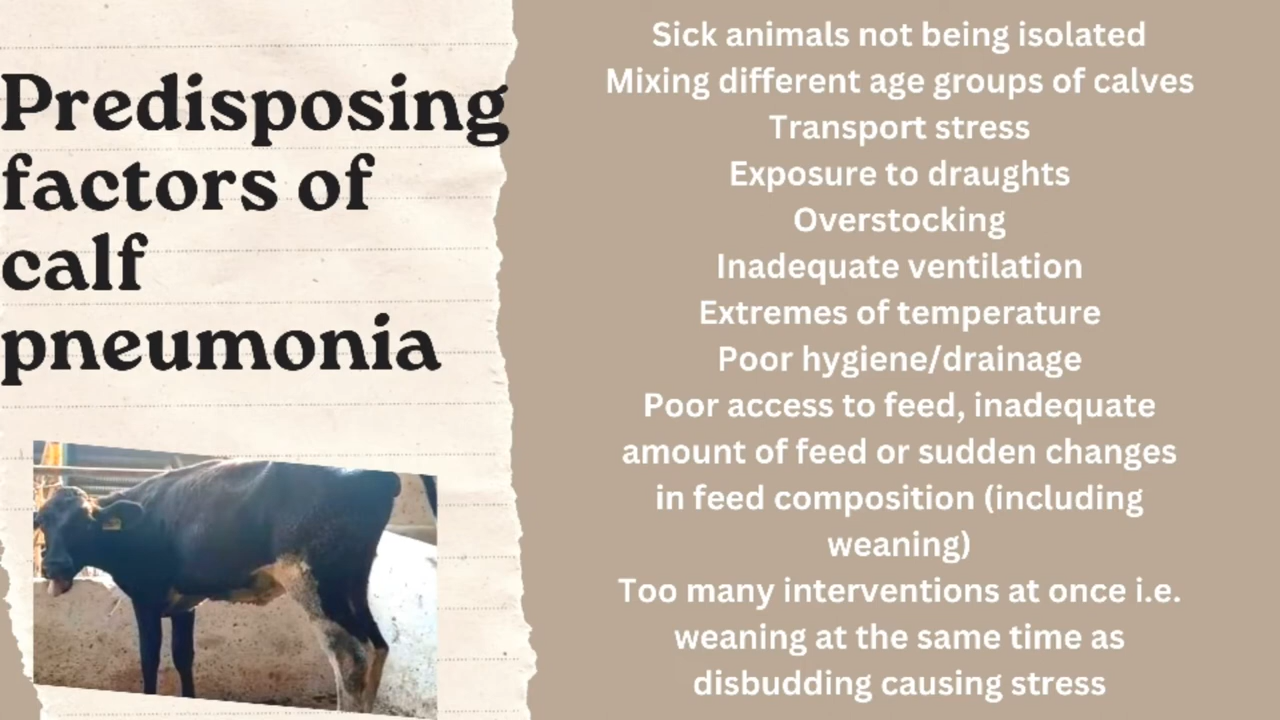 Predisposing
factors of
calf
pneumonia
Sick animals not being isolated
Mixing different age groups of calves
Transport stress
Exposure to draughts
Overstocking
Inadequate ventilation
Extremes of temperature
Poor hygiene/drainage
Poor access to feed, inadequate
amount of feed or sudden changes
in feed composition (including
weaning)
Too many interventions at once i.e.
weaning at the same time as
disbudding causing stress